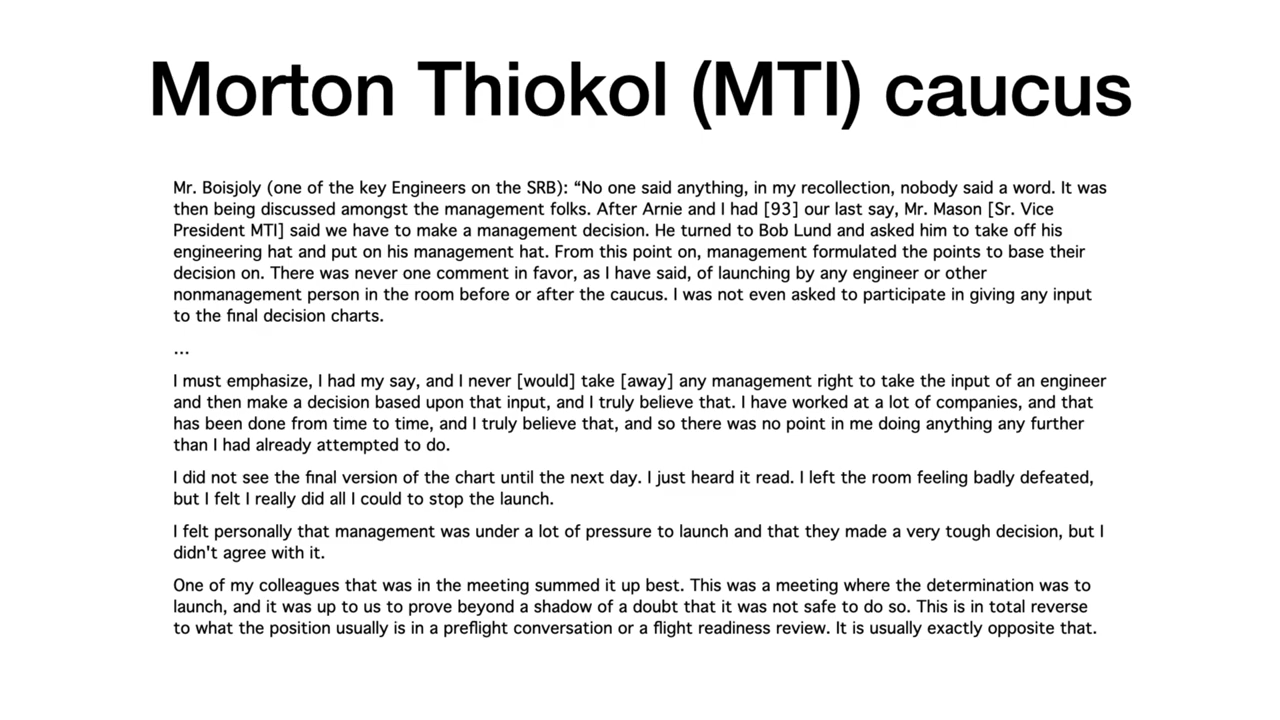 Morton Thiokol (MTI) caucus
Mr. Boisjoly (one of the key Engineers on the SRB): “No one said anything, in my recollection, nobody said a word. It was
then being discussed amongst the management folks. After Arnie and I had [93] our last say, Mr. Mason [Sr. Vice
President MTI] said we have to make a management decision. He turned to Bob Lund and asked him to take off his
engineering hat and put on his management hat. From this point on, management formulated the points to base their
decision on. There was never one comment in favor, as I have said, of launching by any engineer or other
nonmanagement person in the room before or after the caucus. I was not even asked to participate in giving any input
to the final decision charts.
...
I must emphasize, I had my say, and I never [would] take [away] any management right to take the input of an engineer
and then make a decision based upon that input, and I truly believe that. I have worked at a lot of companies, and that
has been done from time to time, and I truly believe that, and so there was no point in me doing anything any further
than I had already attempted to do.
I did not see the final version of the chart until the next day. I just heard it read. I left the room feeling badly defeated,
but I felt I really did all I could to stop the launch.
I felt personally that management was under a lot of pressure to launch and that they made a very tough decision, but I
didn't agree with it.
One of my colleagues that was in the meeting summed it up best. This was a meeting where the determination was to
launch, and it was up to us to prove beyond a shadow of a doubt that it was not safe to do so. This is in total reverse
to what the position usually is in a preflight conversation or a flight readiness review. It is usually exactly opposite that.